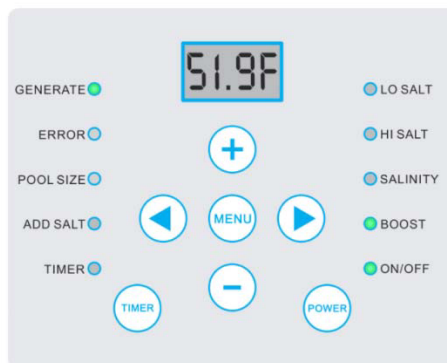 51.9F
GENERATE
LO SALT
ERROR
HI SALT
POOL SIZE
SALINITY
MENU
ADD SALT
BOOST
TIMER
ON/OFF
TIMER
POWER